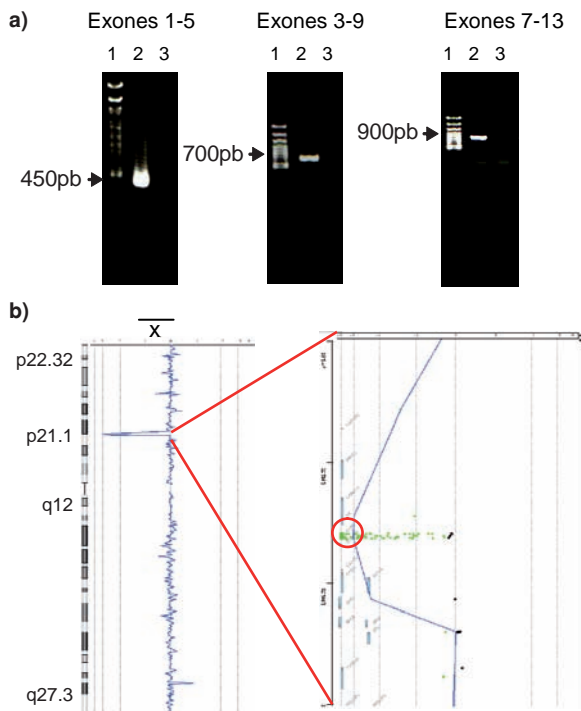 a) Exones 1-5 Exones 3-9 Exones 7-13
1 2 3 1 2 3 1 2 3
900pb
700pb
450pb
b)
X
p22.32
p21.1
q12
q27.3